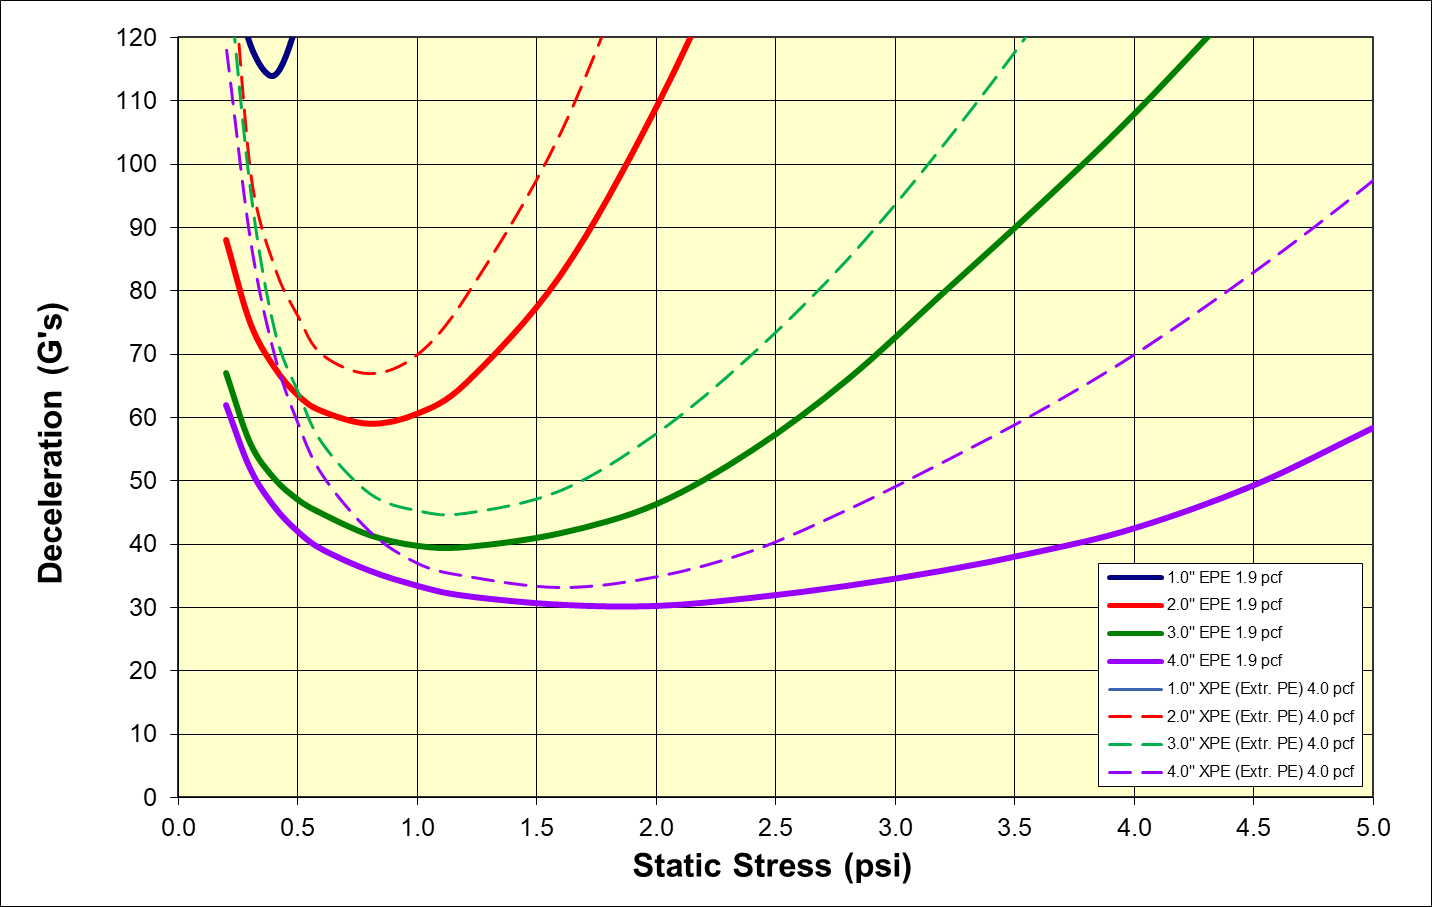 120
110
100
90
80
70
60
50
40
30
20
10
0
Deceleration (G's)
0.0 0.5 1.0 1.5 2.0 2.5 3.0 3.5 4.0 4.5 5.0
Static Stress (psi)
1.0" EPE 1.9 pcf
2.0" EPE 1.9 pcf
3.0" EPE 1.9 pcf
4.0" EPE 1.9 pcf
1.0" XPE (Extr. PE) 4.0 pcf
2.0" XPE (Extr. PE) 4.0 pcf
3.0" XPE (Extr. PE) 4.0 pcf
4.0" XPE (Extr. PE) 4.0 pcf